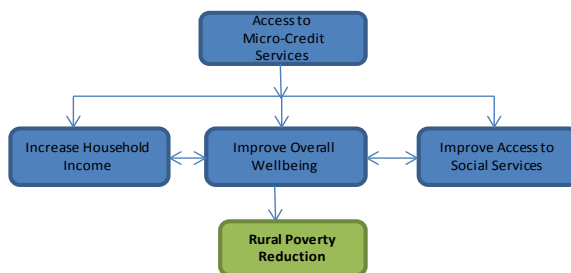 Access to
Micro-Credit
Services
Increase Household
Income
Improve Overall
Wellbeing
Improve Access to
Social Services
Rural Poverty
Reduction